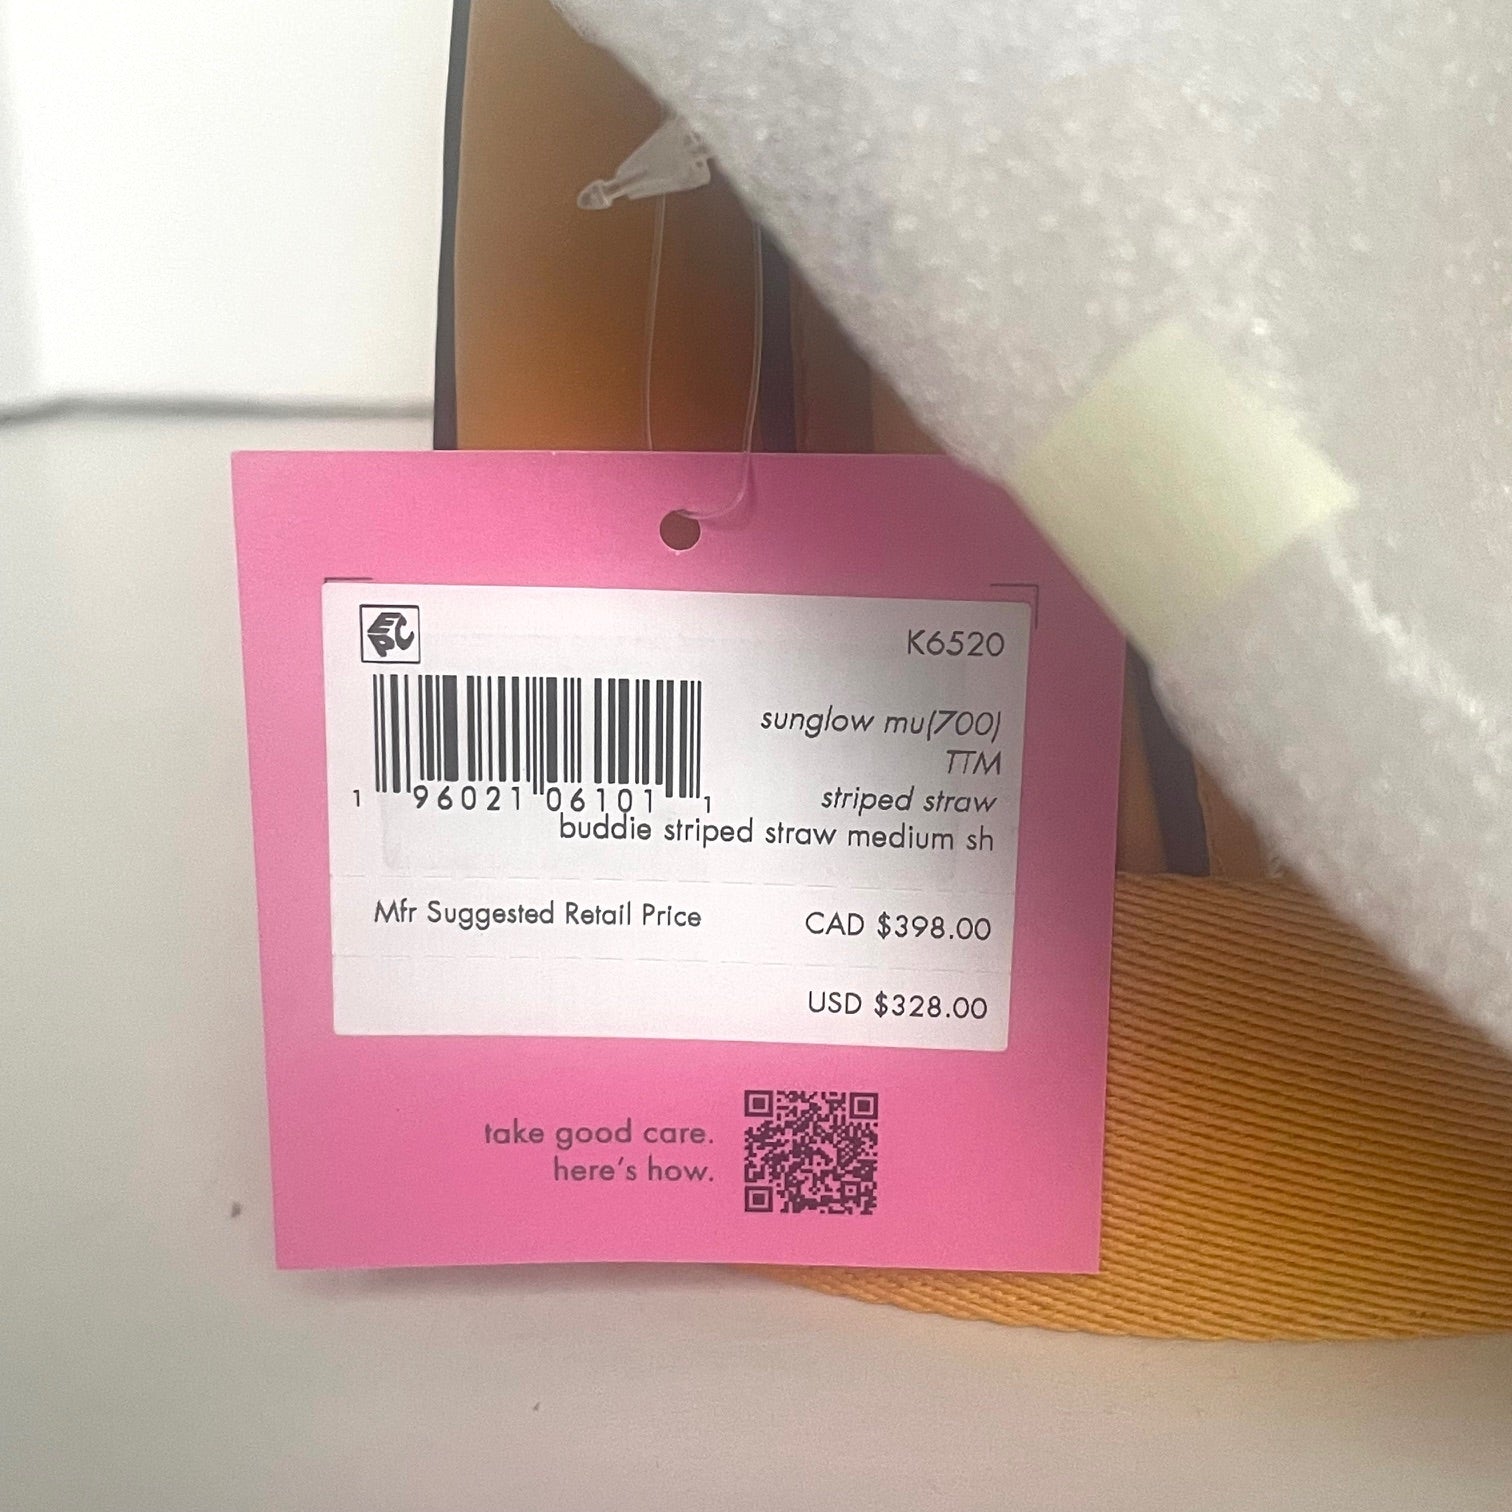 EPC
K6520
sunglow mu(700)
TTM
striped straw
1 96021 06101 1
buddie striped straw medium sh
Mfr Suggested Retail Price CAD $398.00
USD $328.00
take good care.
here's how.